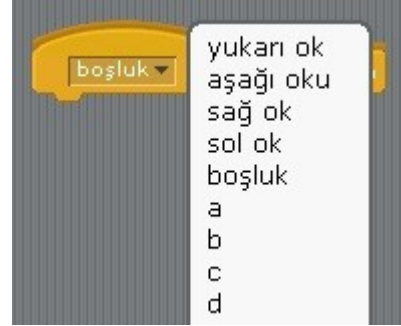 boşluk
yukarı ok
aşağı oku
sağ ok
sol ok
boşluk
a
b
c
d